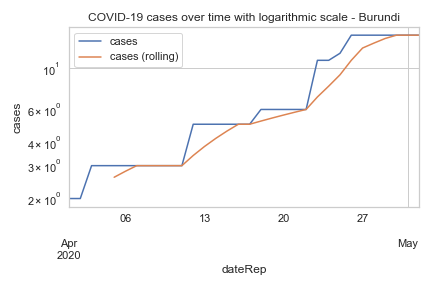 COVID-19 cases over time with logarithmic scale - Burundi
cases
cases (rolling)
10¹
6 × 10⁰
4 × 10⁰
3 × 10⁰
2 × 10⁰
cases
06
13
20
27
Apr
2020
May
dateRep